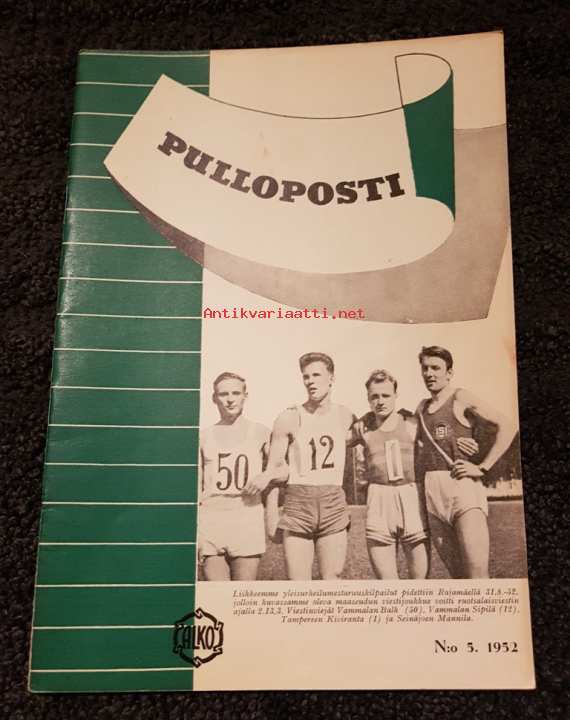 PULLOPOSTI
Antikvariaatti.net
50 12 1
Liikkeemme yleisurheilumestaruuskilpailut pidettiin Rajamäellä 31.8.-52,
jolloin kuvassamme oleva maaseudun viestijoukkue voitti ruotsalaisviestin
ajalla 2.13,3. Viestinviejät Vammalan Balk (50), Vammalan Sipilä (12),
Tampereen Kiviranta (1) ja Seinäjoen Mannila.
ALKO
N:o 5. 1952